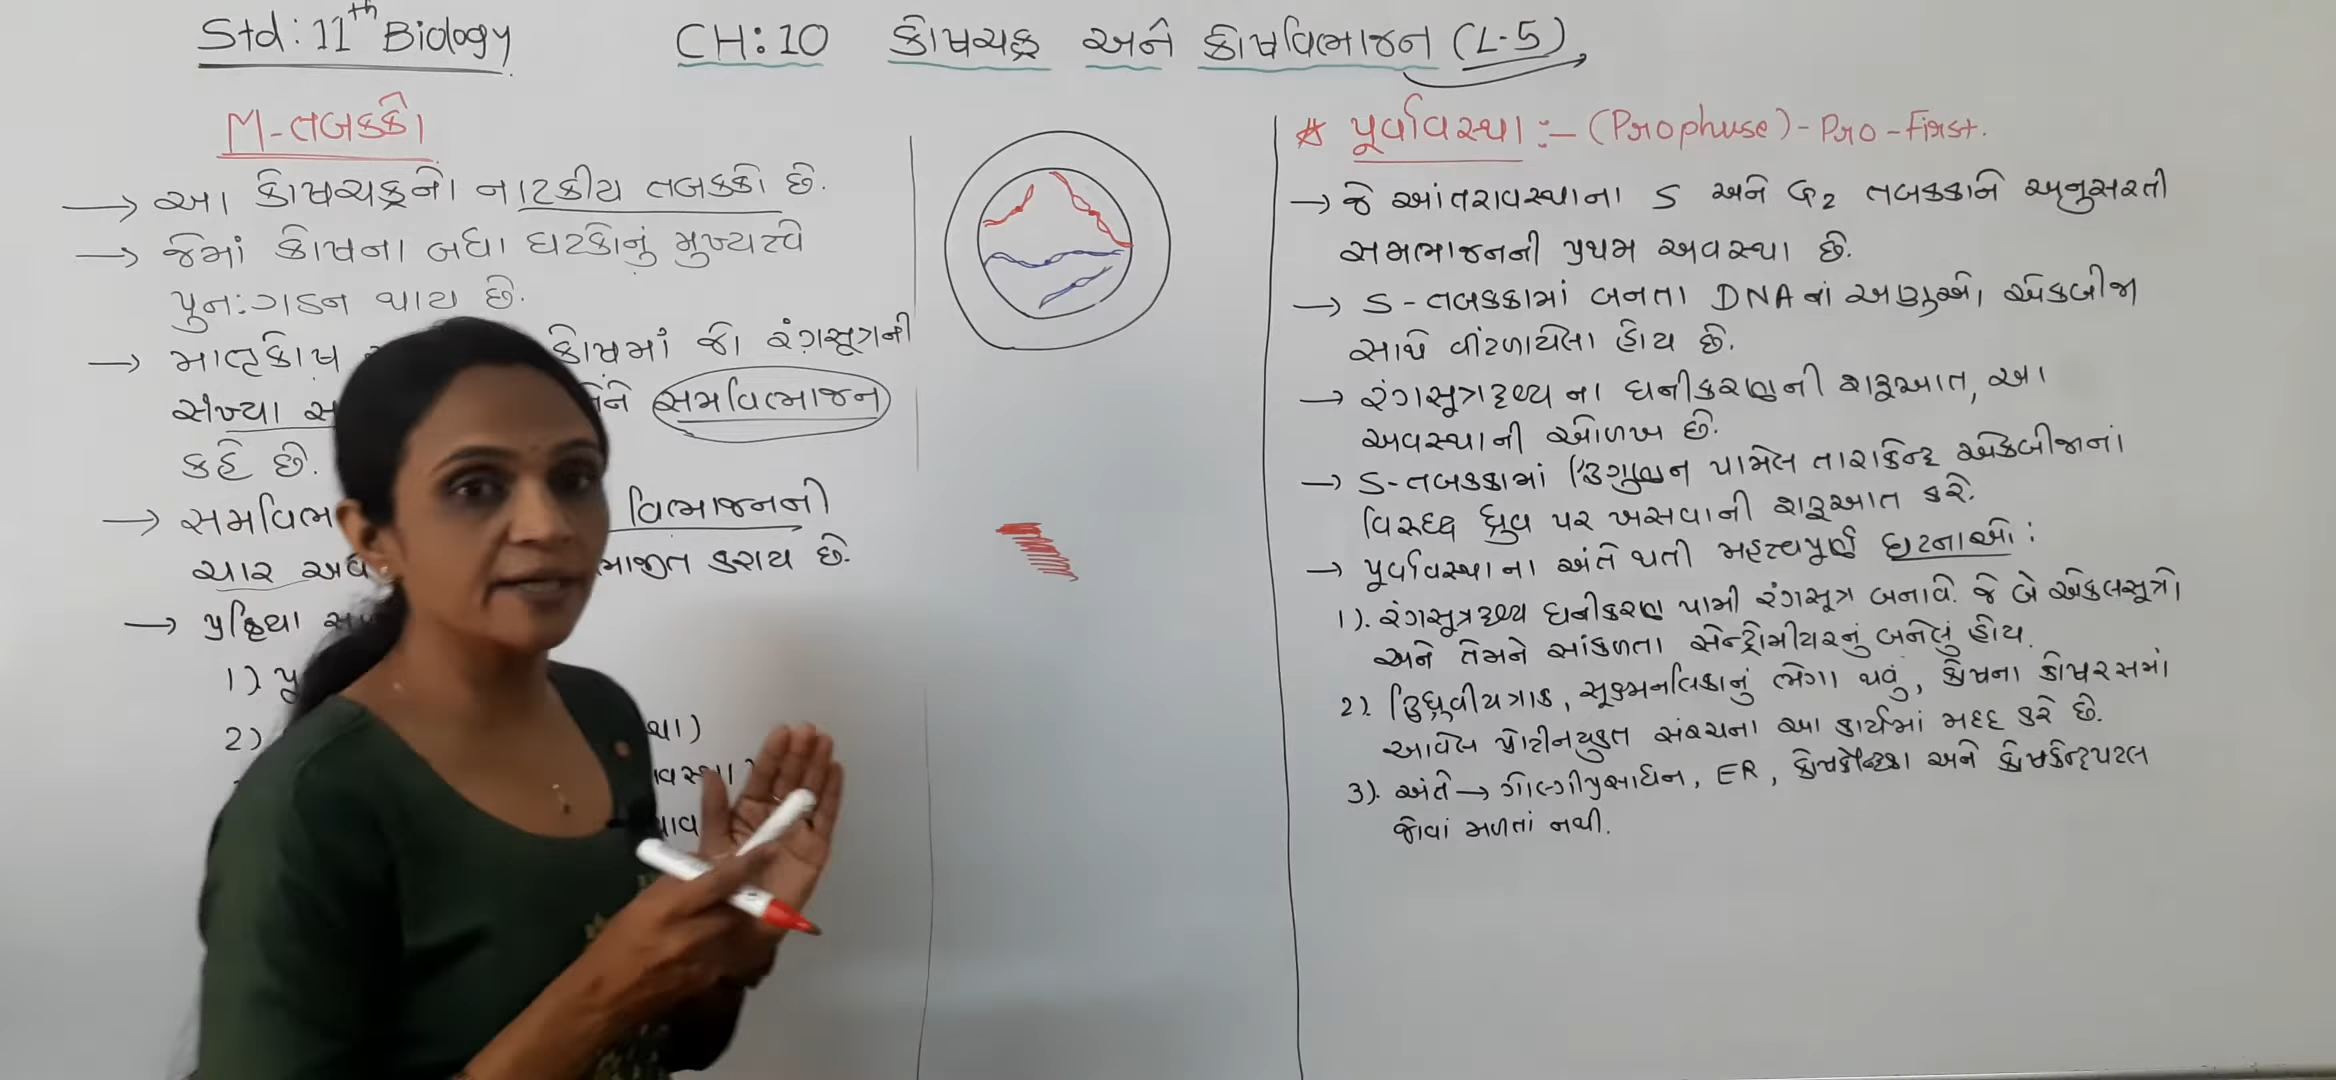 Std: 11th Biology
CH: 10 કોષચક્ર અને કોષવિભાજન (L-5)
M-તબક્કો
→ આ કોષચક્રનો નાટકીય તબક્કો છે.
→ જેમાં કોષના બધા ઘટકોનું મુખ્યત્વે
પુનઃગઠન થાય છે.
→ માતૃકોષ કોષમાં જો રંગસૂત્રની
સંખ્યા સ તેને સમવિભાજન
કહે છે.
→ સમવિભા વિભાજનની
ચાર અવ ભાજીત કરાય છે.
→ પ્રક્રિયા સ
1) પૂ
2) થા)
વસ્થા
ાવ
* પૂર્વાવસ્થા :- (Prophase) - Pro - First.
→ જે આંતરાવસ્થાના S અને G2 તબક્કાને અનુસરતી
સમભાજનની પ્રથમ અવસ્થા છે.
→ S - તબક્કામાં બનતા DNA નાં અણુઓ એકબીજા
સાથે વીંટળાયેલા હોય છે.
→ રંગસૂત્રદ્રવ્ય ના ઘનીકરણની શરૂઆત, આ
અવસ્થાની ઓળખ છે.
→ S-તબક્કામાં દ્વિગુણન પામેલ તારાકેન્દ્ર એકબીજાનાં
વિરુદ્ધ ધ્રુવ પર ખસવાની શરૂઆત કરે.
→ પૂર્વાવસ્થાના અંતે થતી મહત્ત્વપૂર્ણ ઘટનાઓ :
1). રંગસૂત્રદ્રવ્ય ઘનીકરણ પામી રંગસૂત્ર બનાવે. જે બે એકલસૂત્રો
અને તેમને સાંકળતા સેન્ટ્રોમીયરનું બનેલું હોય.
2). દ્વિધ્રુવીય ત્રાક, સૂક્ષ્મનલિકાનું ભેગા થવું, કોષના કોષરસમાં
આવેલ પ્રોટીનયુક્ત સંરચના આ કાર્યમાં મદદ કરે છે.
3). અંતે → ગોલ્ગીપ્રસાધન, ER, કોષકેન્દ્રિકા અને કોષકેન્દ્રપટલ
જોવાં મળતાં નથી.